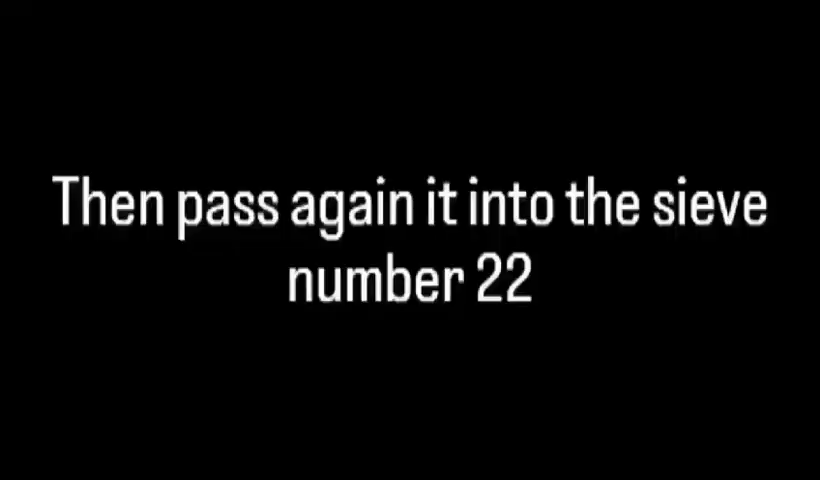 Then pass again it into the sieve
number 22